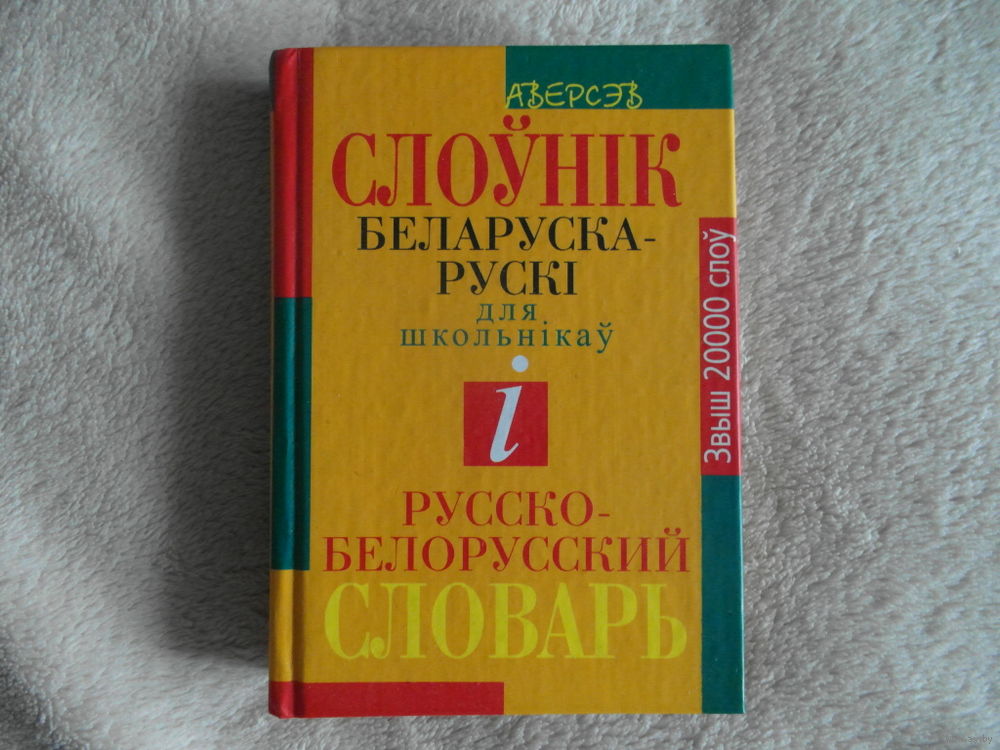 АВЕРСЭВ
СЛОЎНІК
БЕЛАРУСКА-
РУСКІ
для
школьнікаў
і
РУССКО-
БЕЛОРУССКИЙ
СЛОВАРЬ
Звыш 20000 слоў